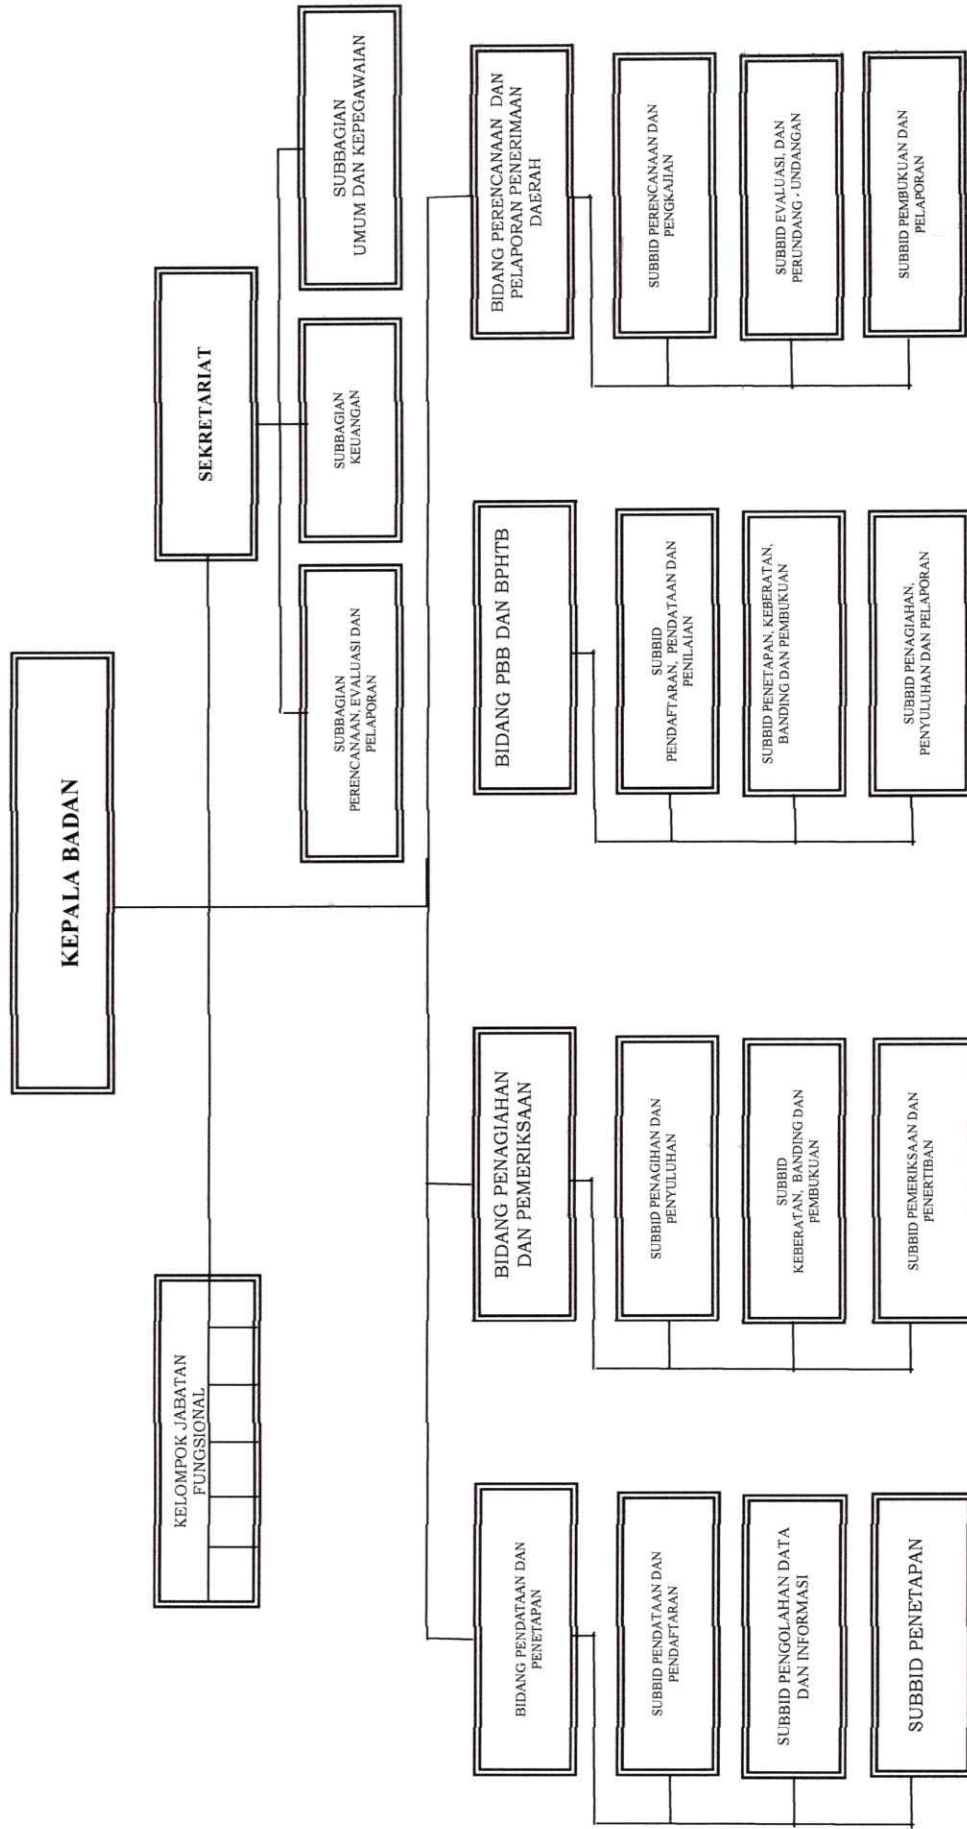 KEPALA BADAN
KELOMPOK JABATAN
FUNGSIONAL
SEKRETARIAT
SUBBAGIAN
PERENCANAAN, EVALUASI DAN
PELAPORAN
SUBBAGIAN
KEUANGAN
SUBBAGIAN
UMUM DAN KEPEGAWAIAN
BIDANG PENDATAAN DAN
PENETAPAN
SUBBID PENDATAAN DAN
PENDAFTARAN
SUBBID PENGOLAHAN DATA
DAN INFORMASI
SUBBID PENETAPAN
BIDANG PENAGIAHAN
DAN PEMERIKSAAN
SUBBID PENAGIHAN DAN
PENYULUHAN
SUBBID
KEBERATAN, BANDING DAN
PEMBUKUAN
SUBBID PEMERIKSAAN DAN
PENERTIBAN
BIDANG PBB DAN BPHTB
SUBBID
PENDAFTARAN, PENDATAAN DAN
PENILAIAN
SUBBID PENETAPAN, KEBERATAN,
BANDING DAN PEMBUKUAN
SUBBID PENAGIAHAN,
PENYULUHAN DAN PELAPORAN
BIDANG PERENCANAAN DAN
PELAPORAN PENERIMAAN
DAERAH
SUBBID PERENCANAAN DAN
PENGKAJIAN
SUBBID EVALUASI, DAN
PERUNDANG - UNDANGAN
SUBBID PEMBUKUAN DAN
PELAPORAN